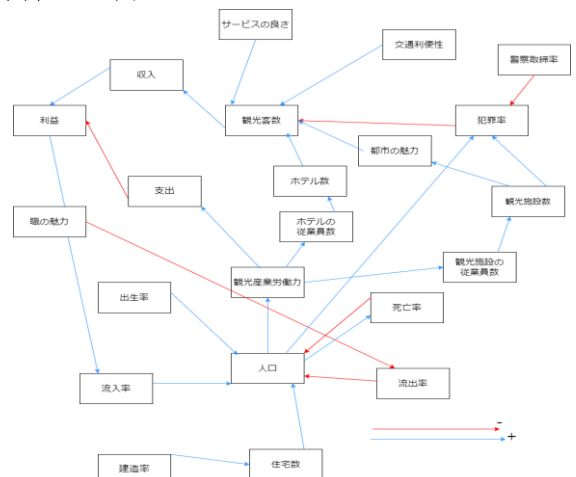 サービスの良さ
交通利便性
警察取締率
収入
利益
観光客数
犯罪率
都市の魅力
ホテル数
支出
観光施設数
職の魅力
ホテルの
従業員数
観光施設の
従業員数
観光産業労働力
出生率
死亡率
人口
流入率
流出率
-
+
建造率
住宅数